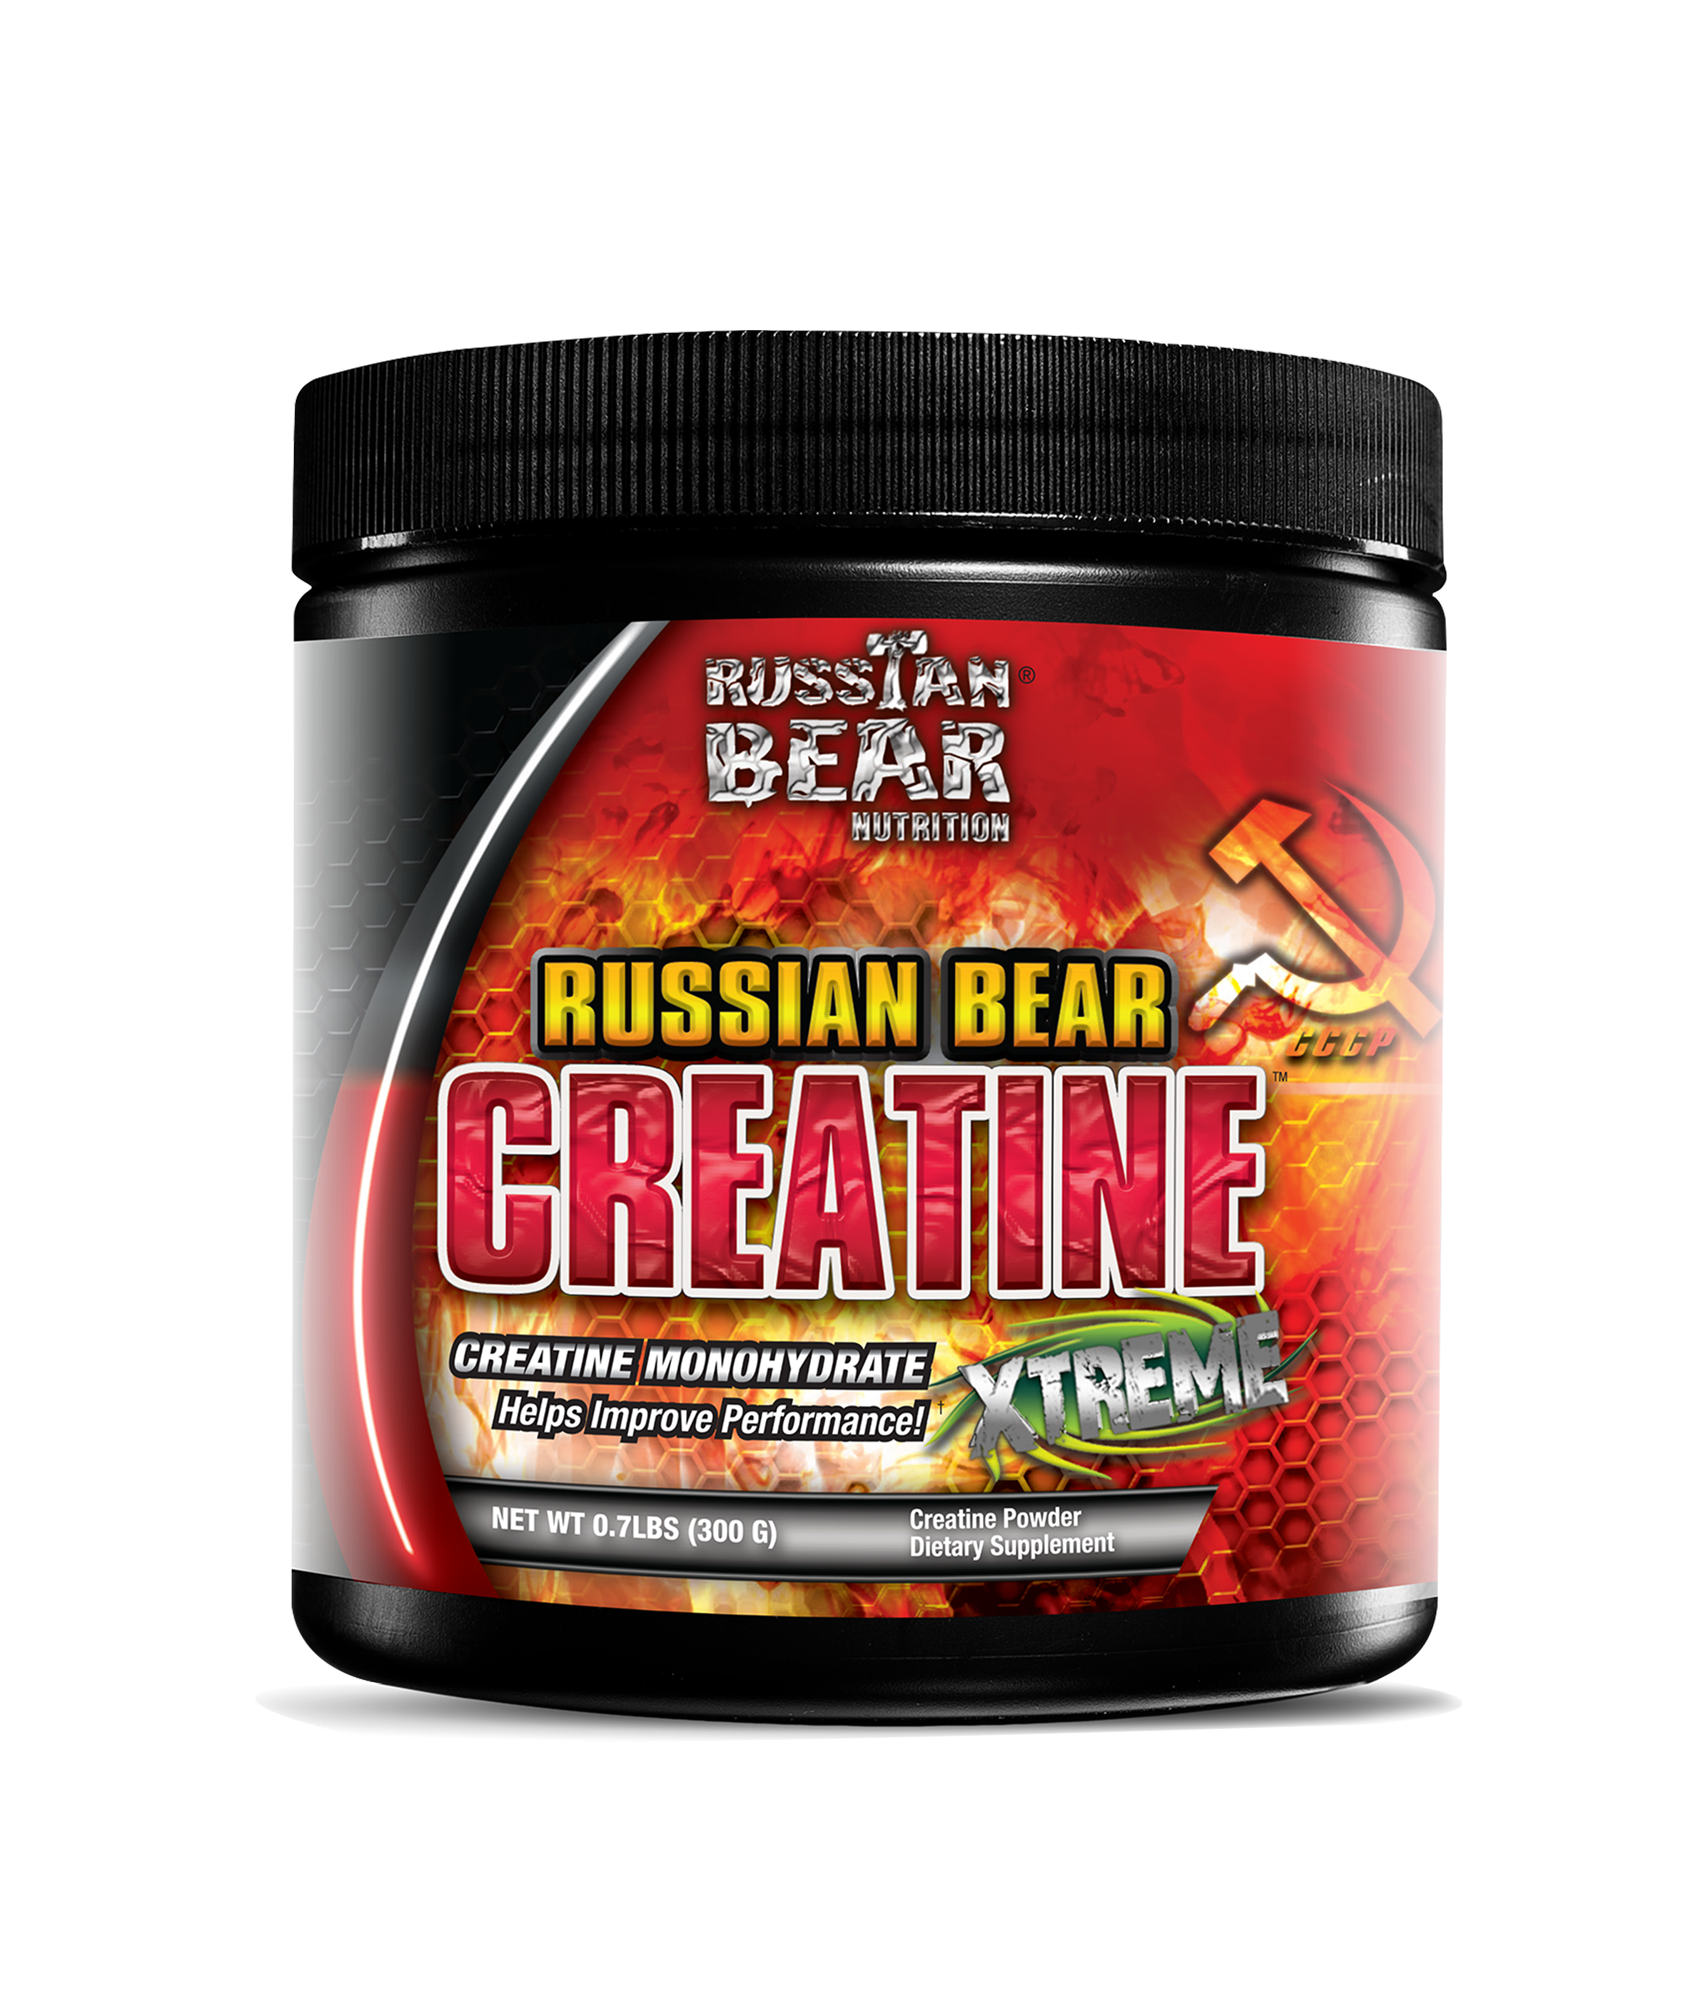 RUSSIAN®
BEAR
NUTRITION
RUSSIAN BEAR
CCCP
CREATINE™
CREATINE MONOHYDRATE
Helps Improve Performance!†
XTREME
NET WT 0.7LBS (300 G)
Creatine Powder
Dietary Supplement